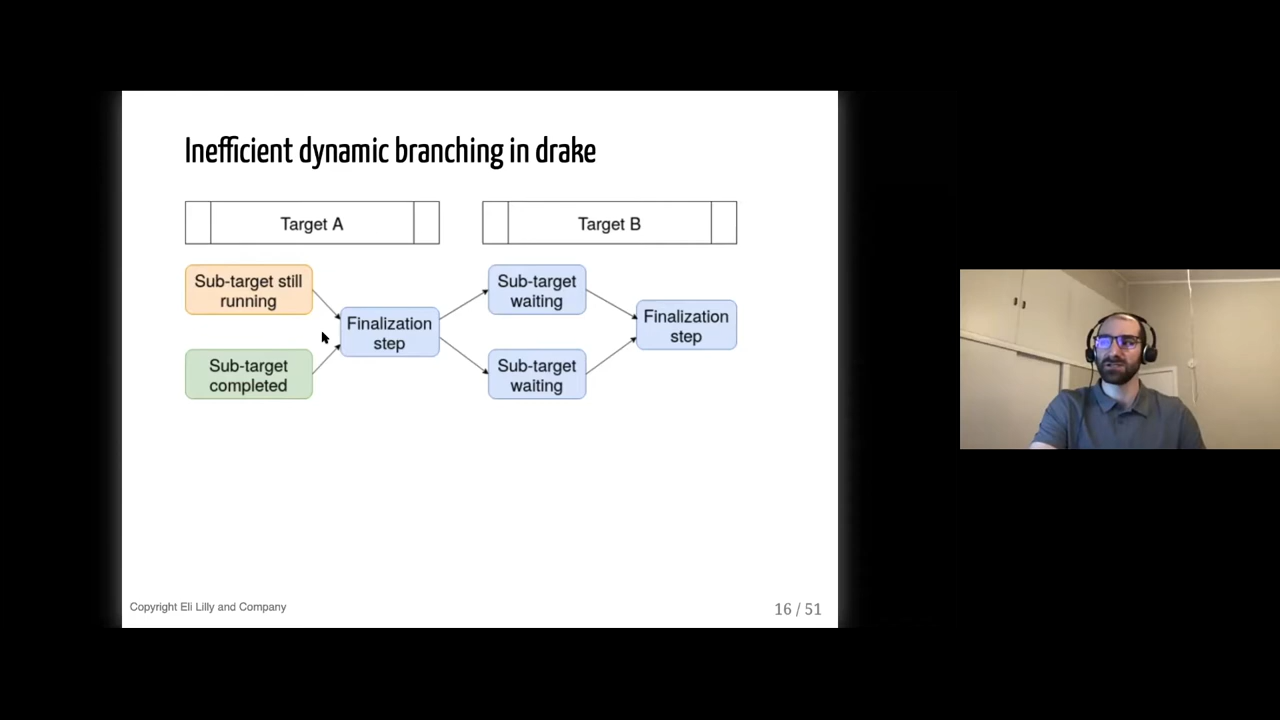 Inefficient dynamic branching in drake
Target A
Target B
Sub-target still
running
Sub-target
completed
Finalization
step
Sub-target
waiting
Sub-target
waiting
Finalization
step
Copyright Eli Lilly and Company
16 / 51